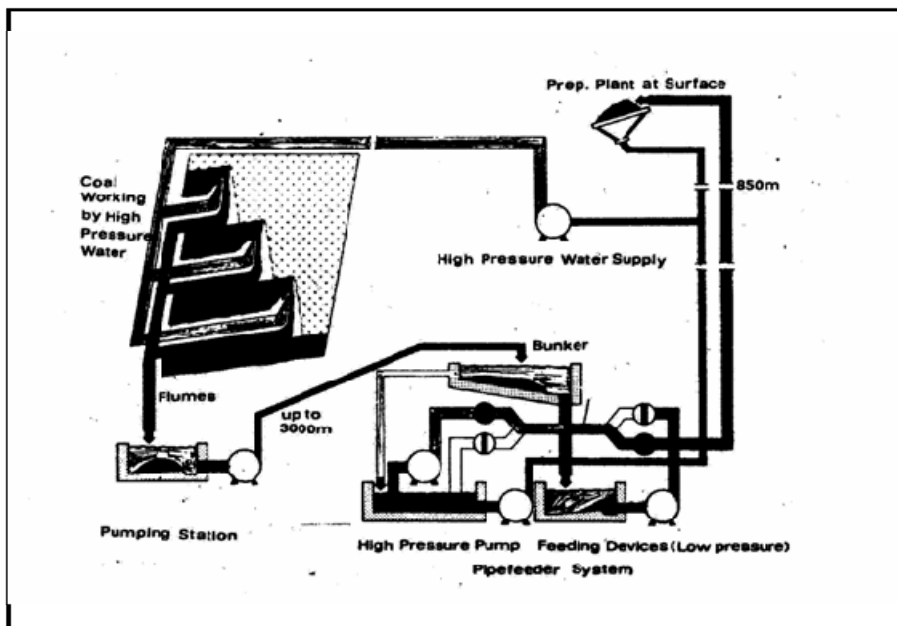 Prep. Plant at Surface
850m
Coal
Working
by High
Pressure
Water
High Pressure Water Supply
Bunker
Flumes
up to
3000m
Pumping Station
High Pressure Pump
Feeding Devices (Low pressure)
Pipefeeder System